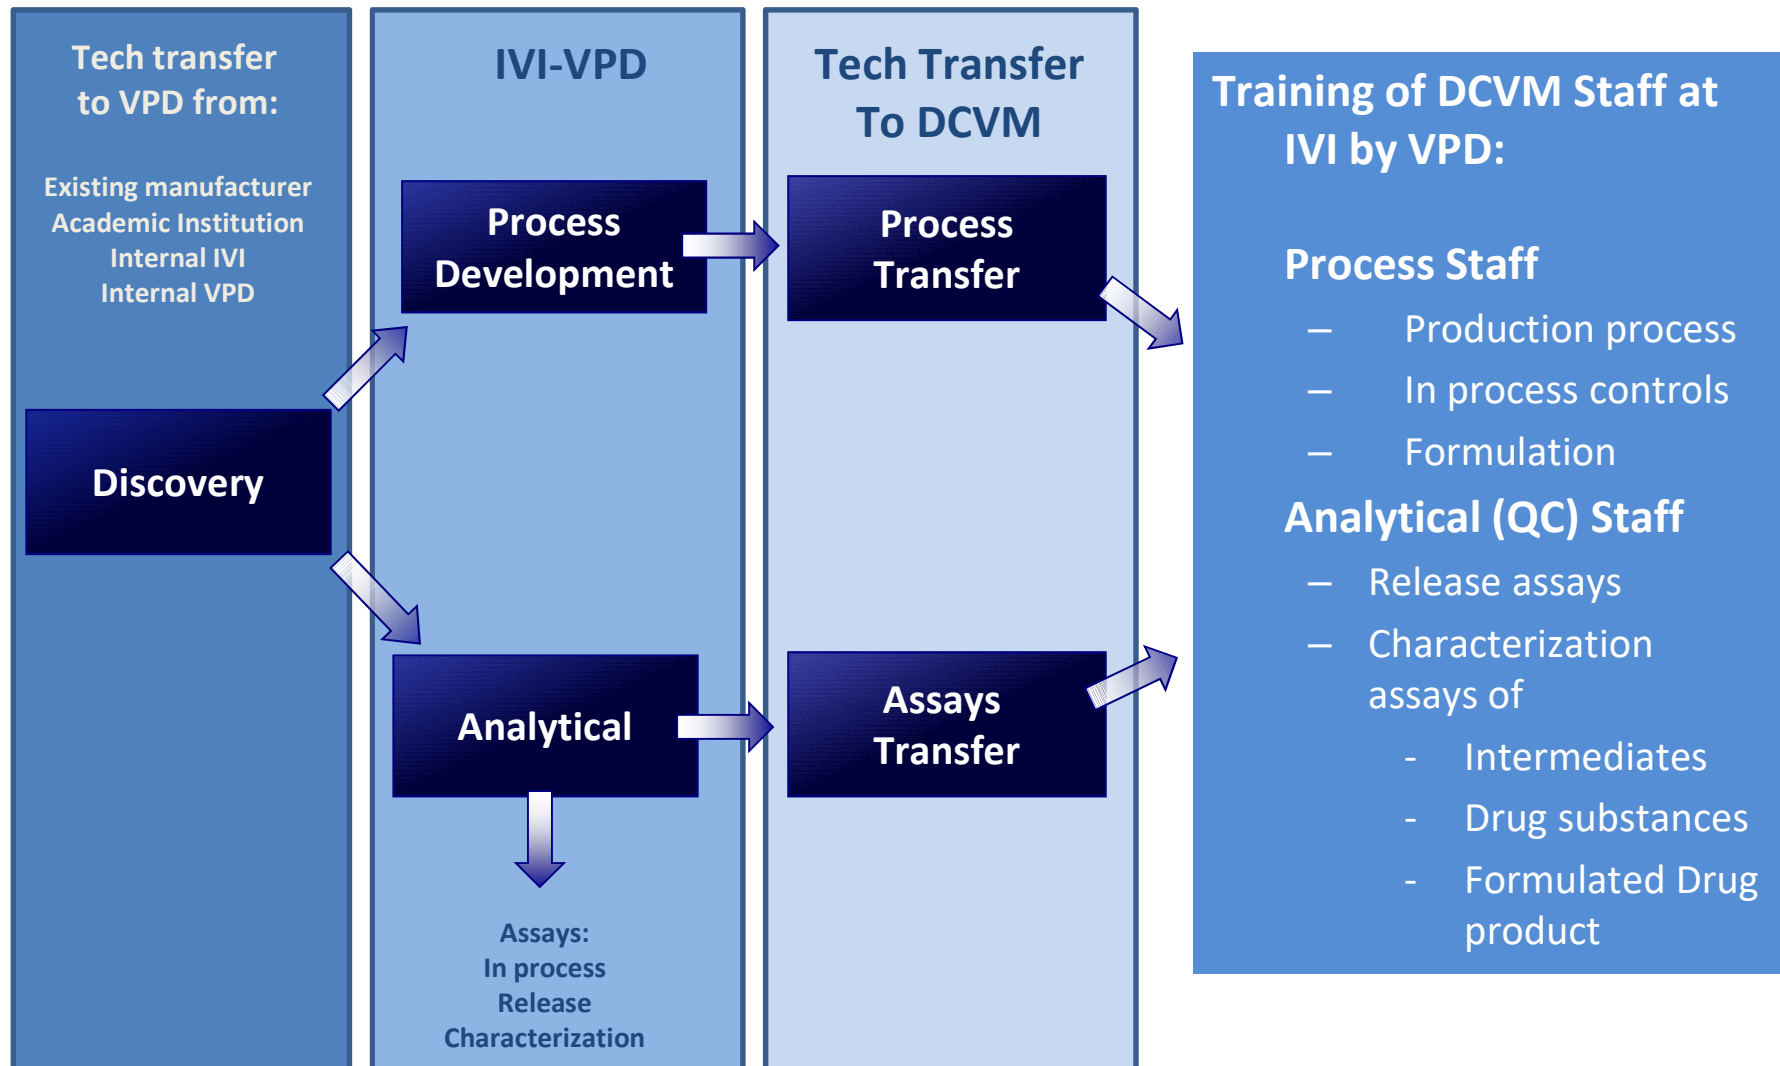 Tech transfer
to VPD from:
Existing manufacturer
Academic Institution
Internal IVI
Internal VPD
Discovery
IVI-VPD
Process
Development
Analytical
Assays:
In process
Release
Characterization
Tech Transfer
To DCVM
Process
Transfer
Assays
Transfer
Training of DCVM Staff at
IVI by VPD:
Process Staff
– Production process
– In process controls
– Formulation
Analytical (QC) Staff
– Release assays
– Characterization
assays of
- Intermediates
- Drug substances
- Formulated Drug
product